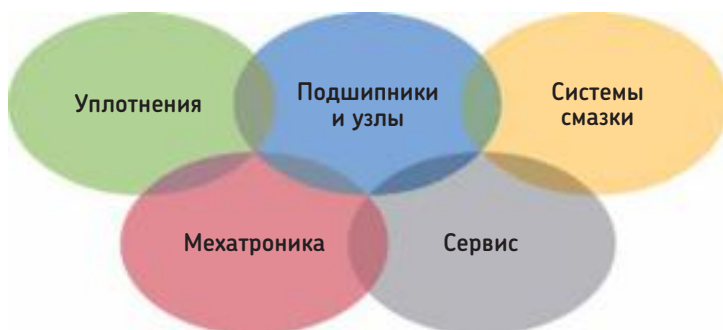 Уплотнения
Подшипники
и узлы
Системы
смазки
Мехатроника
Сервис